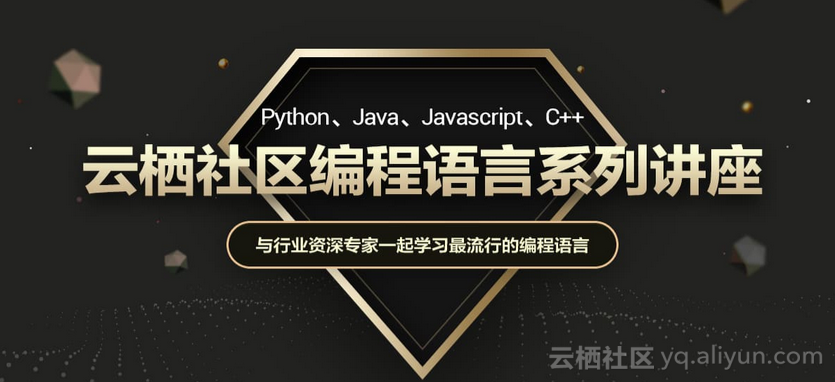 Python、Java、Javascript、C++
云栖社区编程语言系列讲座
与行业资深专家一起学习最流行的编程语言
云栖社区 yq.aliyun.com